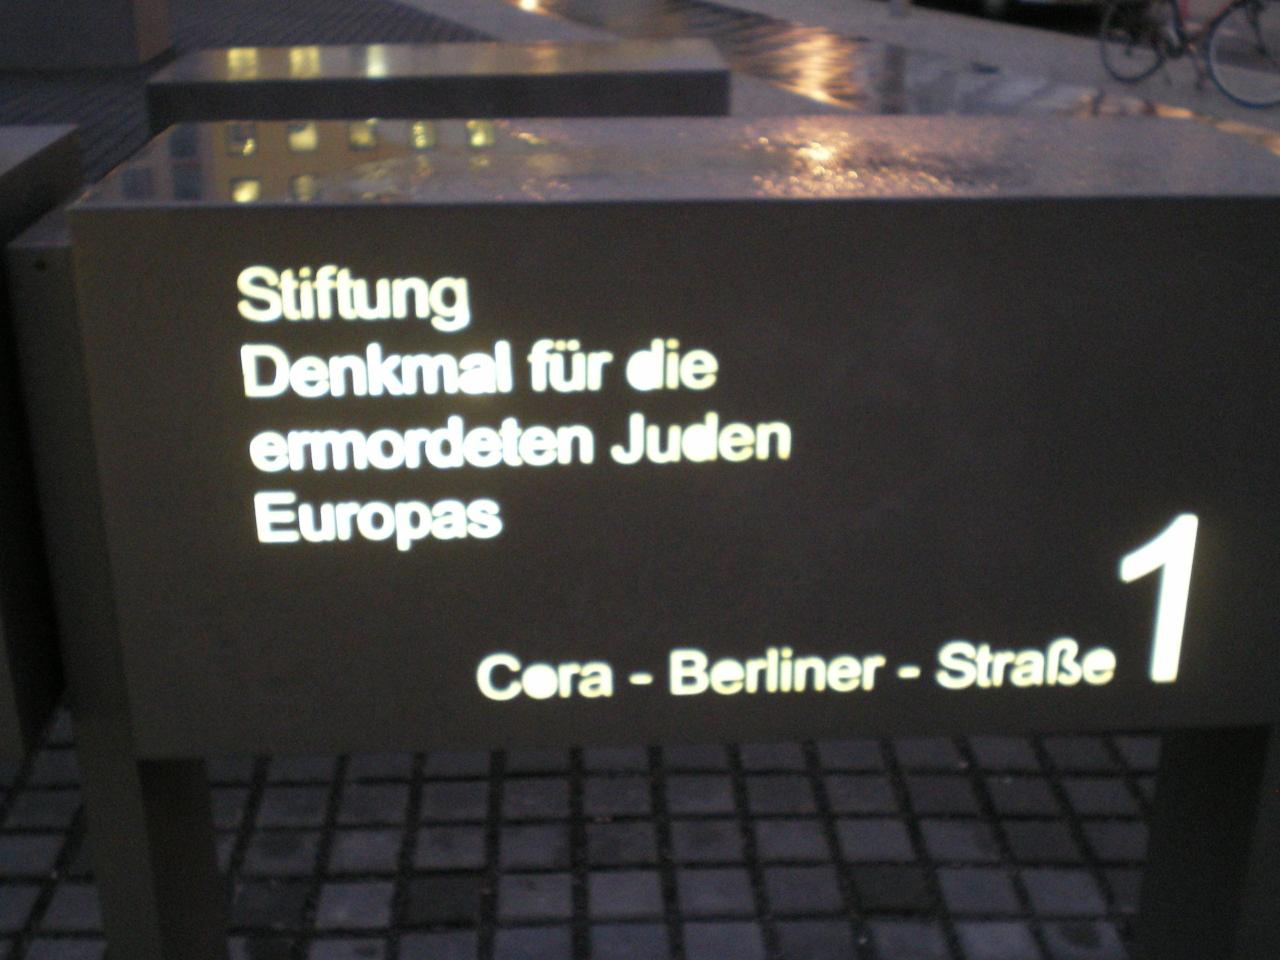 Stiftung
Denkmal für die
ermordeten Juden
Europas
Cora - Berliner - Straße 1